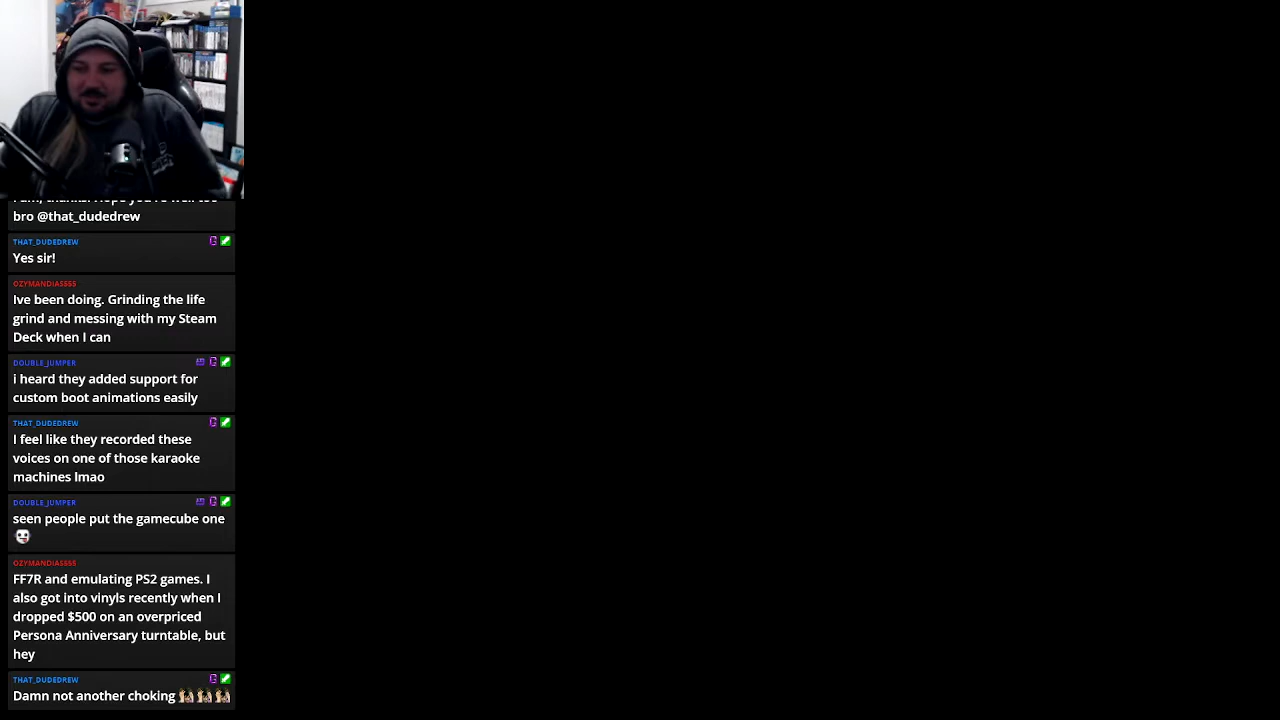 bro @that_dudedrew
THAT_DUDEDREW
Yes sir!
OZYMANDIAS555
Ive been doing. Grinding the life
grind and messing with my Steam
Deck when I can
DOUBLE_JUMPER
i heard they added support for
custom boot animations easily
THAT_DUDEDREW
I feel like they recorded these
voices on one of those karaoke
machines lmao
DOUBLE_JUMPER
seen people put the gamecube one
OZYMANDIAS555
FF7R and emulating PS2 games. I
also got into vinyls recently when I
dropped $500 on an overpriced
Persona Anniversary turntable, but
hey
THAT_DUDEDREW
Damn not another choking